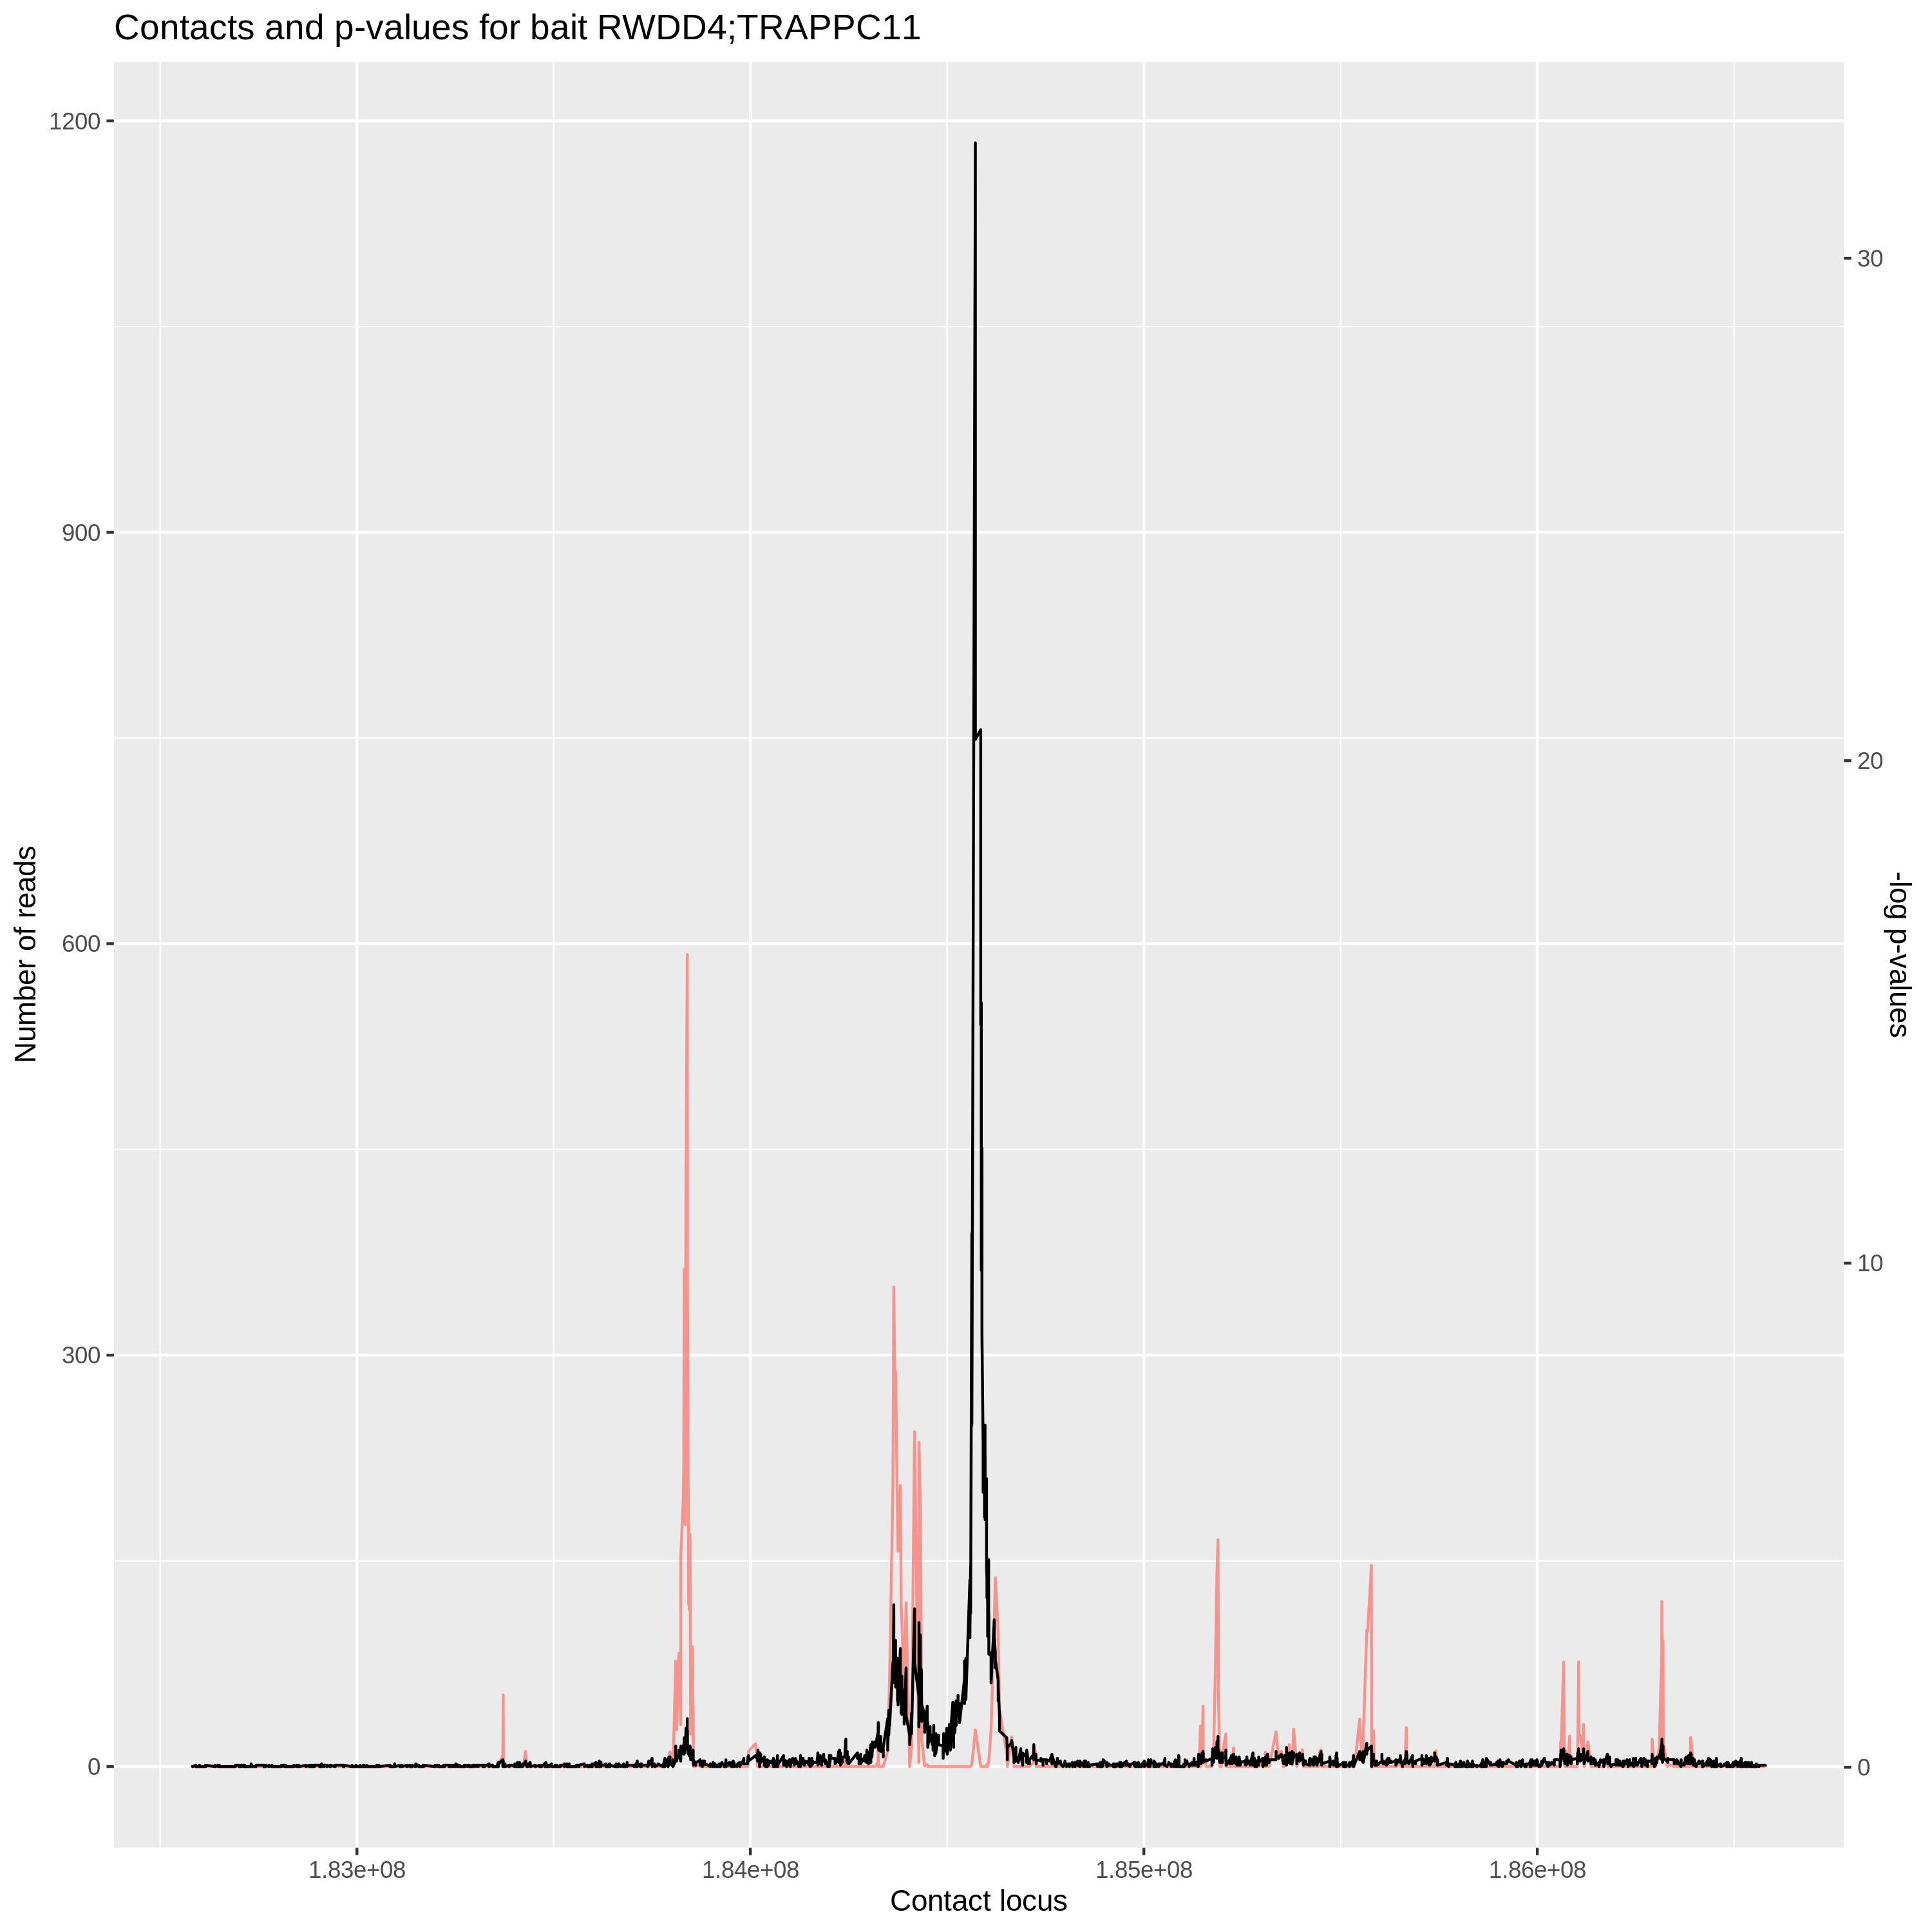 Contacts and p-values for bait RWDD4;TRAPPC11
1200
900
600
300
0
Number of reads
30
20
10
0
-log p-values
1.83e+08
1.84e+08
1.85e+08
1.86e+08
Contact locus